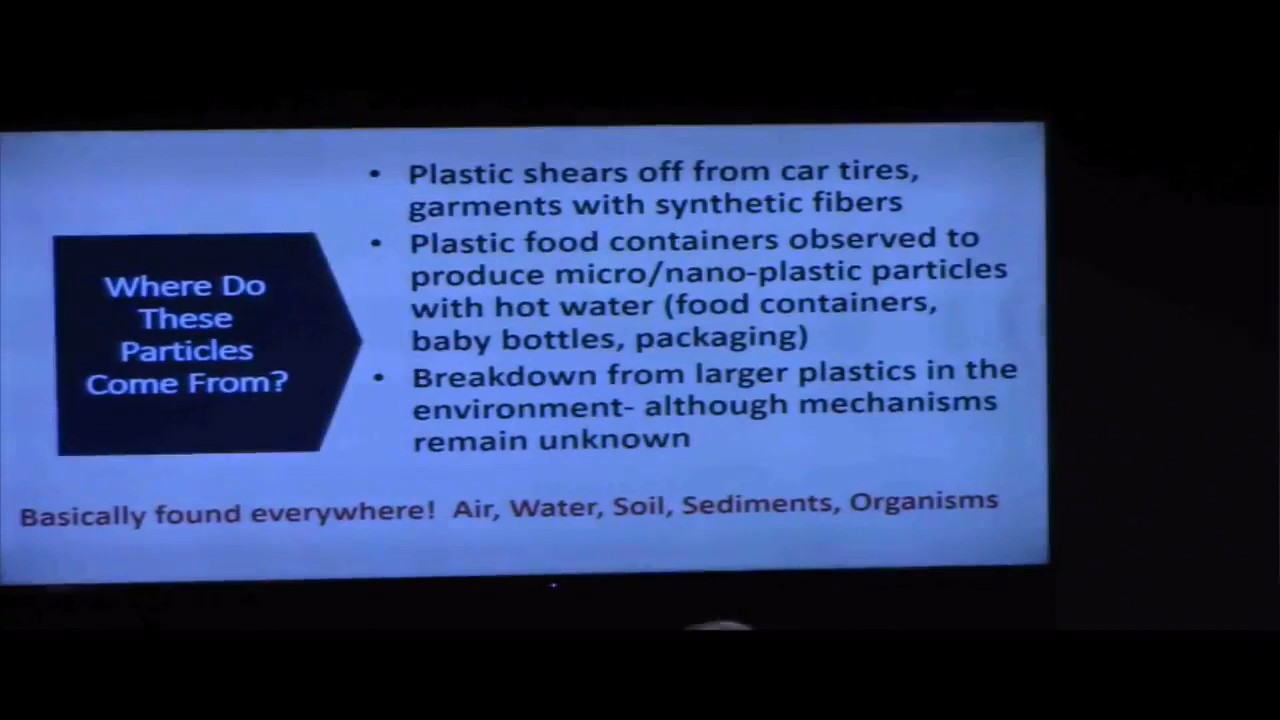 Where Do
These
Particles
Come From?
• Plastic shears off from car tires,
garments with synthetic fibers
• Plastic food containers observed to
produce micro/nano-plastic particles
with hot water (food containers,
baby bottles, packaging)
• Breakdown from larger plastics in the
environment- although mechanisms
remain unknown
Basically found everywhere! Air, Water, Soil, Sediments, Organisms